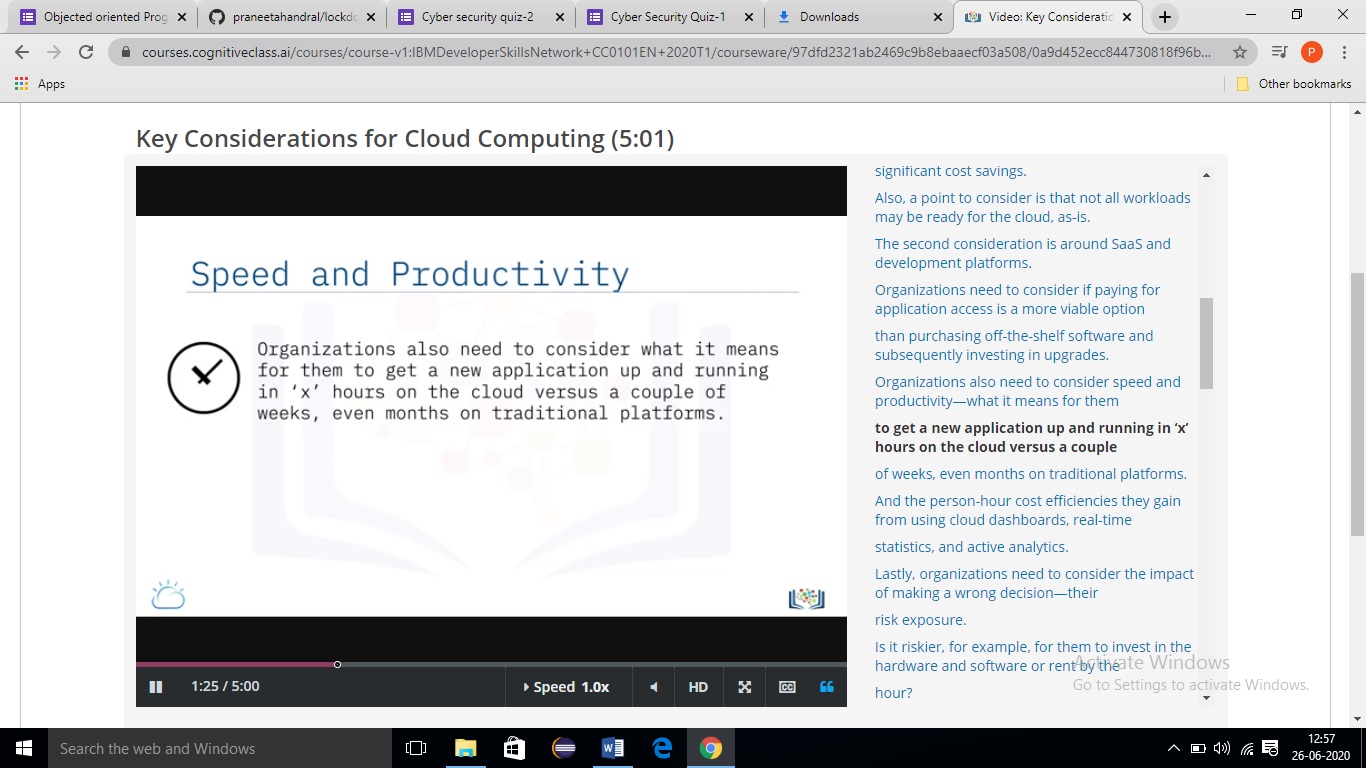 Objected oriented Prog
praneetahandral/lockdo
Cyber security quiz-2
Cyber Security Quiz-1
Downloads
Video: Key Consideratio
courses.cognitiveclass.ai/courses/course-v1:IBMDeveloperSkillsNetwork+CC0101EN+2020T1/courseware/97dfd2321ab2469c9b8ebaaecf03a508/0a9d452ecc844730818f96b...
P
Apps
Other bookmarks
Key Considerations for Cloud Computing (5:01)
Speed and Productivity
Organizations also need to consider what it means
for them to get a new application up and running
in ‘x’ hours on the cloud versus a couple of
weeks, even months on traditional platforms.
1:25 / 5:00
Speed 1.0x
HD
CC
significant cost savings.
Also, a point to consider is that not all workloads
may be ready for the cloud, as-is.
The second consideration is around SaaS and
development platforms.
Organizations need to consider if paying for
application access is a more viable option
than purchasing off-the-shelf software and
subsequently investing in upgrades.
Organizations also need to consider speed and
productivity—what it means for them
to get a new application up and running in ‘x’
hours on the cloud versus a couple
of weeks, even months on traditional platforms.
And the person-hour cost efficiencies they gain
from using cloud dashboards, real-time
statistics, and active analytics.
Lastly, organizations need to consider the impact
of making a wrong decision—their
risk exposure.
Is it riskier, for example, for them to invest in the
hardware and software or rent by the
hour?
Activate Windows
Go to Settings to activate Windows.
Search the web and Windows
12:57
26-06-2020